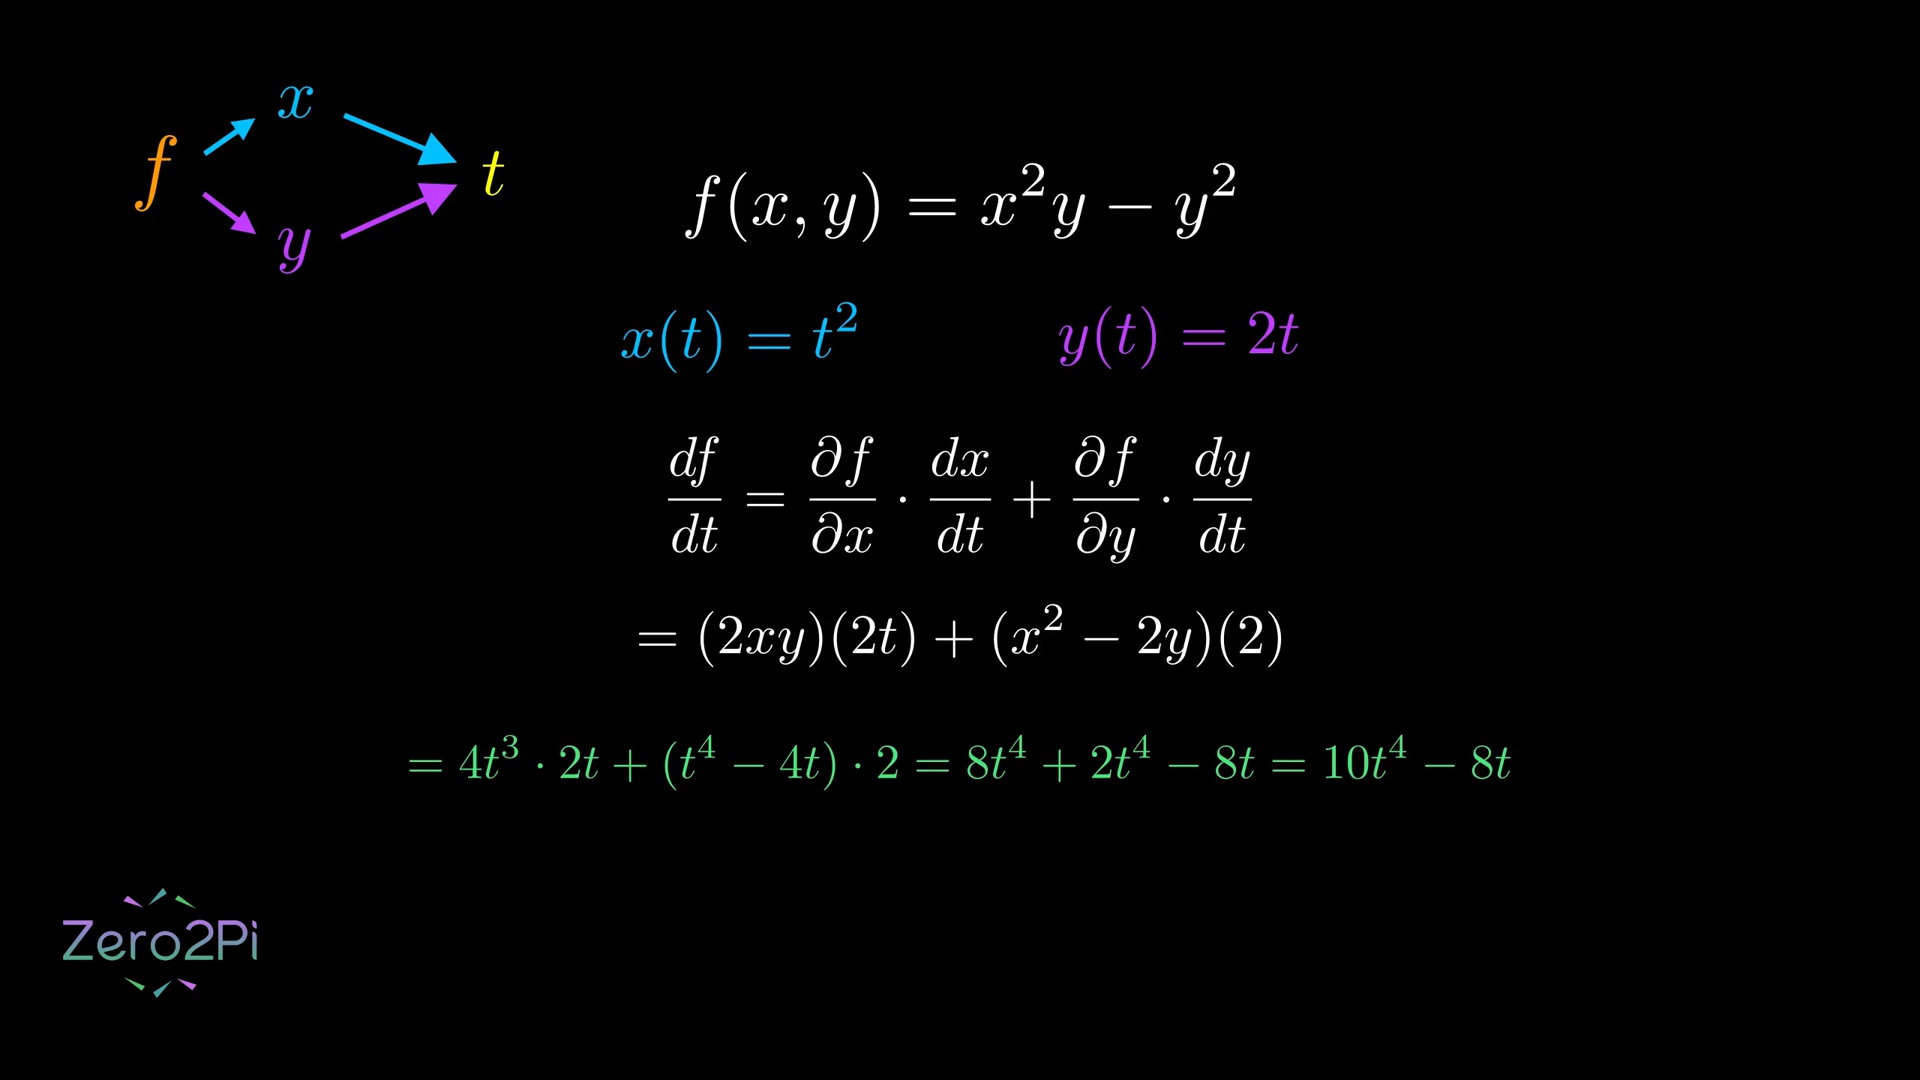 x
f
t
y
f(x, y) = x²y − y²
x(t) = t²
y(t) = 2t
df/dt = ∂f/∂x · dx/dt + ∂f/∂y · dy/dt
= (2xy)(2t) + (x² − 2y)(2)
= 4t³ · 2t + (t⁴ − 4t) · 2 = 8t⁴ + 2t⁴ − 8t = 10t⁴ − 8t
Zero2Pi